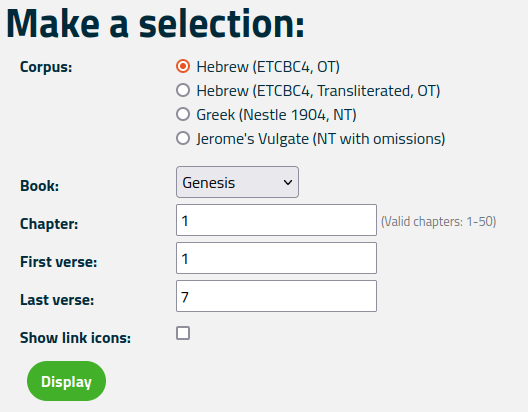 Make a selection:
Corpus:
Hebrew (ETCBC4, OT)
Hebrew (ETCBC4, Transliterated, OT)
Greek (Nestle 1904, NT)
Jerome's Vulgate (NT with omissions)
Book: Genesis
Chapter: 1 (Valid chapters: 1-50)
First verse: 1
Last verse: 7
Show link icons:
Display